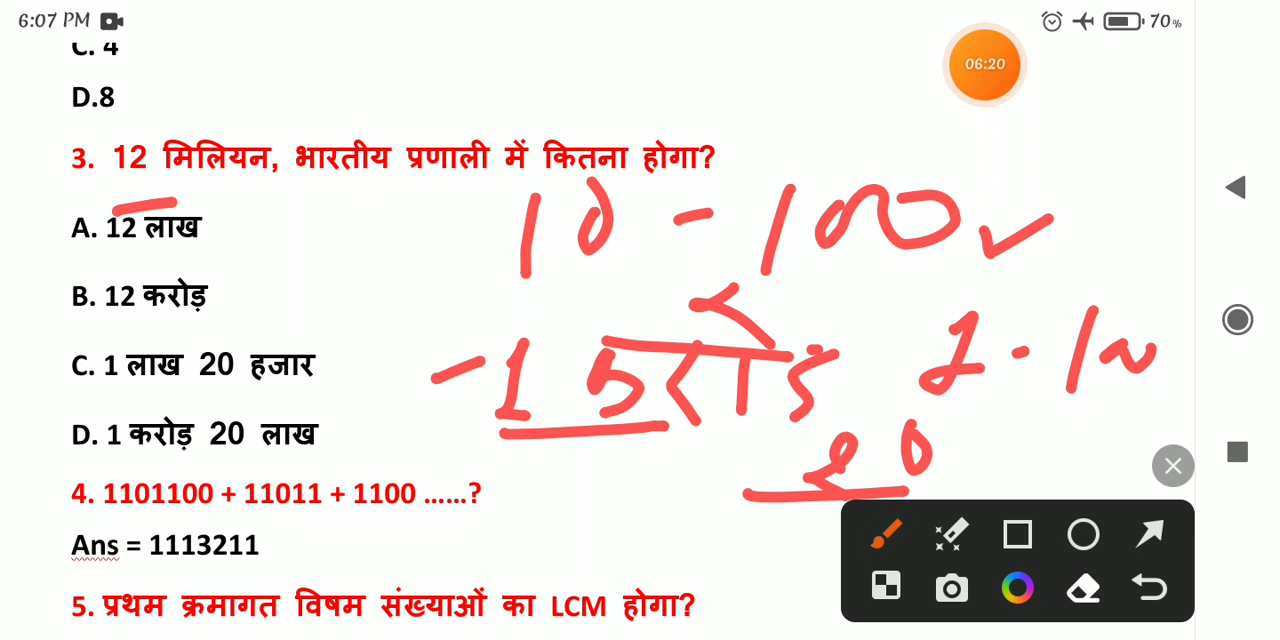 6:07 PM
70%
06:20
C. 4
D.8
3. 12 मिलियन, भारतीय प्रणाली में कितना होगा?
10 - 100
A. 12 लाख
B. 12 करोड़
C. 1 लाख 20 हजार
D. 1 करोड़ 20 लाख
20
4. 1101100 + 11011 + 1100 ......?
Ans = 1113211
5. प्रथम क्रमागत विषम संख्याओं का LCM होगा?